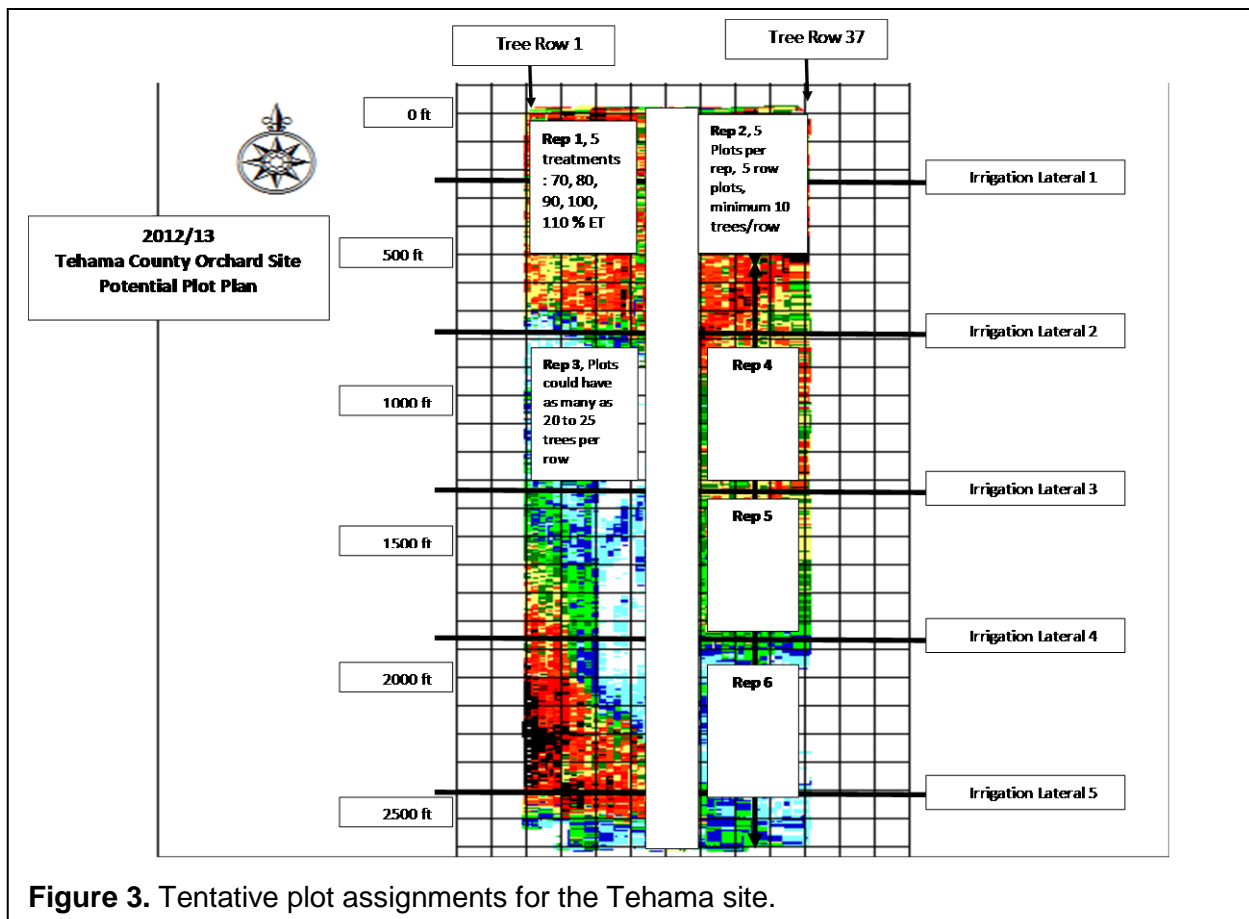 Tree Row 1
Tree Row 37
0 ft
Rep 1, 5
treatments
: 70, 80,
90, 100,
110 % ET
Rep 2, 5
Plots per
rep, 5 row
plots,
minimum 10
trees/row
Irrigation Lateral 1
2012/13
Tehama County Orchard Site
Potential Plot Plan
500 ft
Irrigation Lateral 2
Rep 3, Plots
could have
as many as
20 to 25
trees per
row
Rep 4
1000 ft
Irrigation Lateral 3
Rep 5
1500 ft
Irrigation Lateral 4
2000 ft
Rep 6
Irrigation Lateral 5
2500 ft
Figure 3. Tentative plot assignments for the Tehama site.